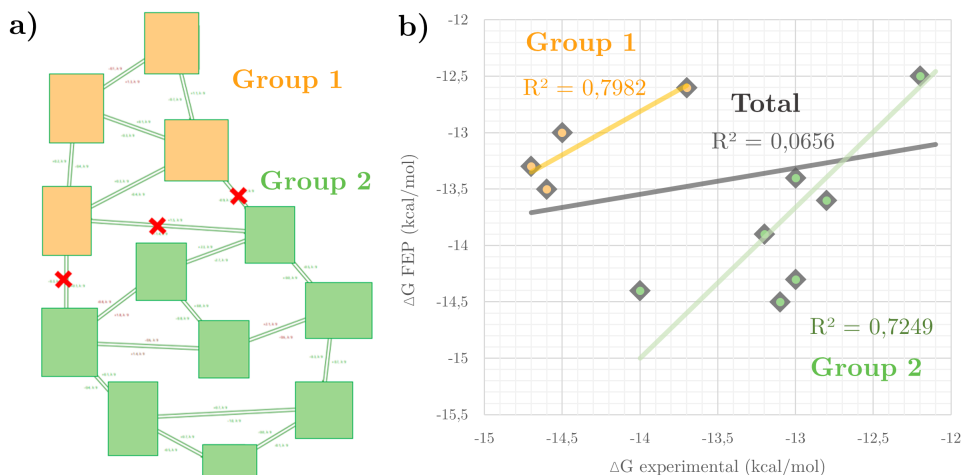 a)
Group 1
Group 2
b)
Group 1
R² = 0,7982
Total
R² = 0,0656
R² = 0,7249
Group 2
-12
-12,5
-13
-13,5
-14
-14,5
-15
-15,5
ΔG FEP (kcal/mol)
-15
-14,5
-14
-13,5
-13
-12,5
-12
ΔG experimental (kcal/mol)